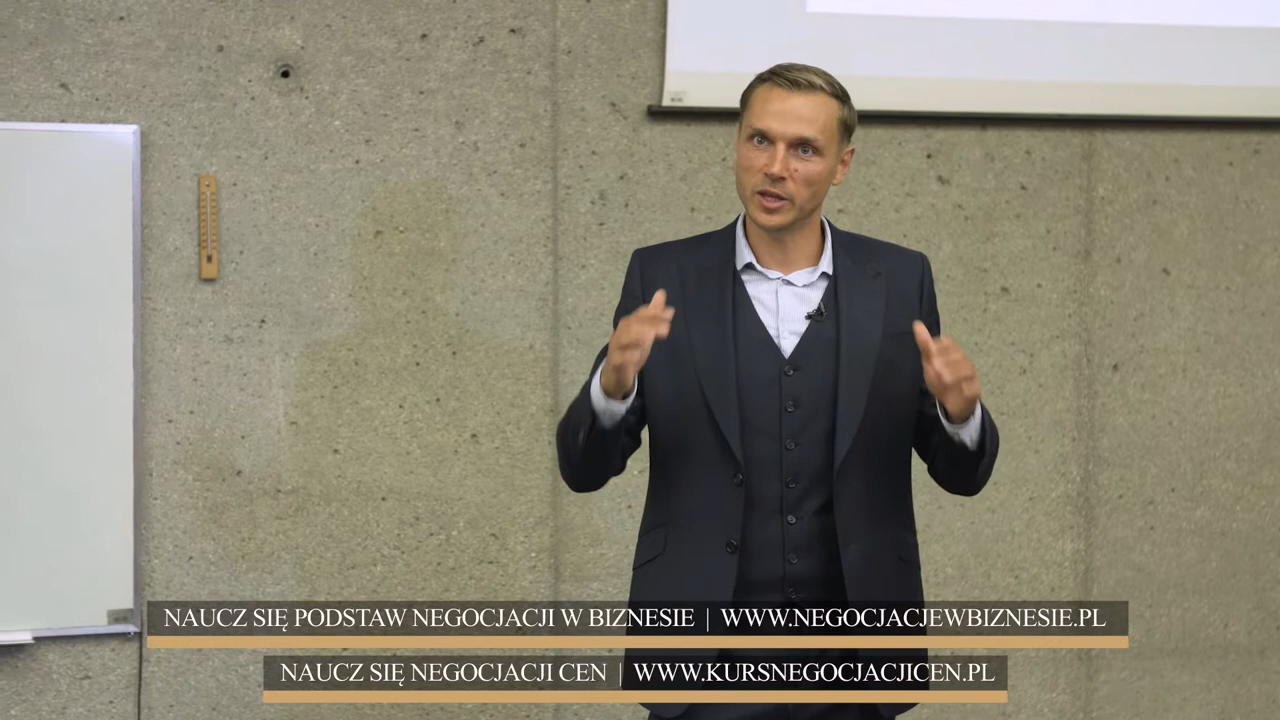 NAUCZ SIĘ PODSTAW NEGOCJACJI W BIZNESIE | WWW.NEGOCJACJEWBIZNESIE.PL
NAUCZ SIĘ NEGOCJACJI CEN | WWW.KURSNEGOCJACJICEN.PL